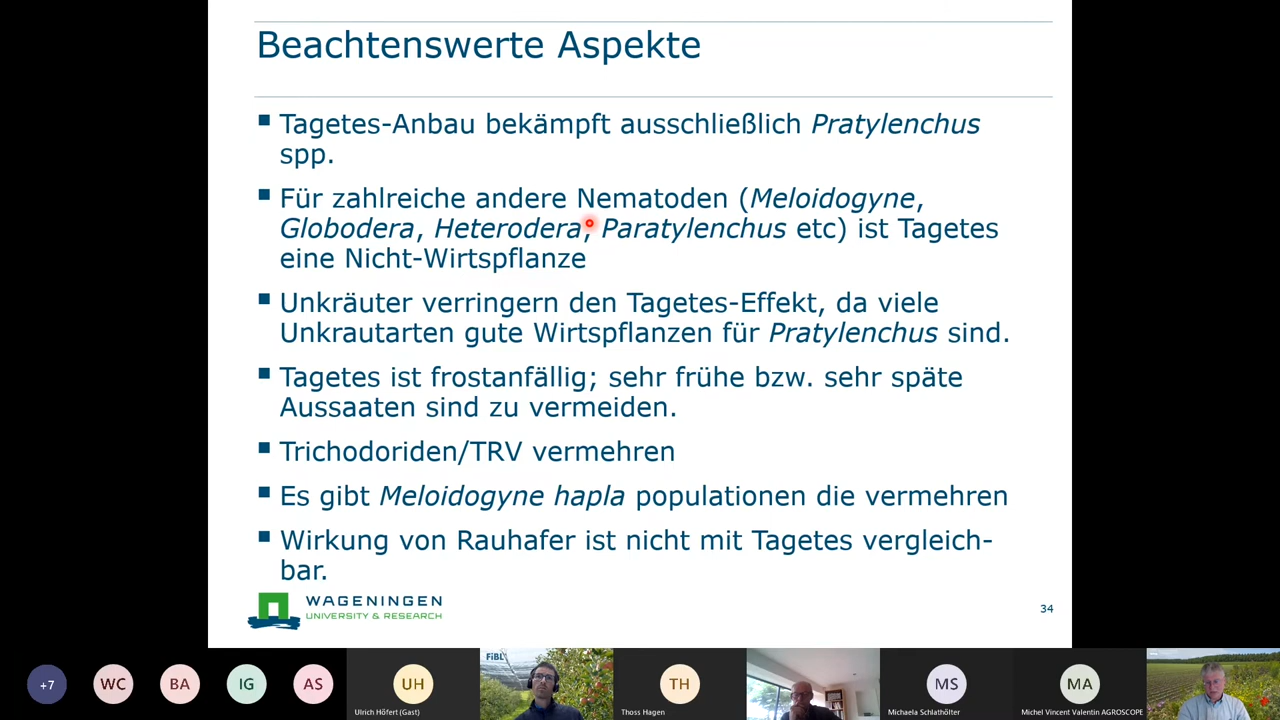 Beachtenswerte Aspekte
Tagetes-Anbau bekämpft ausschließlich Pratylenchus
spp.
Für zahlreiche andere Nematoden (Meloidogyne,
Globodera, Heterodera, Paratylenchus etc) ist Tagetes
eine Nicht-Wirtspflanze
Unkräuter verringern den Tagetes-Effekt, da viele
Unkrautarten gute Wirtspflanzen für Pratylenchus sind.
Tagetes ist frostanfällig; sehr frühe bzw. sehr späte
Aussaaten sind zu vermeiden.
Trichodoriden/TRV vermehren
Es gibt Meloidogyne hapla populationen die vermehren
Wirkung von Rauhafer ist nicht mit Tagetes vergleich-
bar.
WAGENINGEN
UNIVERSITY & RESEARCH
34
+7
WC
BA
IG
AS
UH
Ulrich Höfert (Gast)
FiBL
TH
Thoss Hagen
MS
Michaela Schlathölter
MA
Michel Vincent Valentin AGROSCOPE